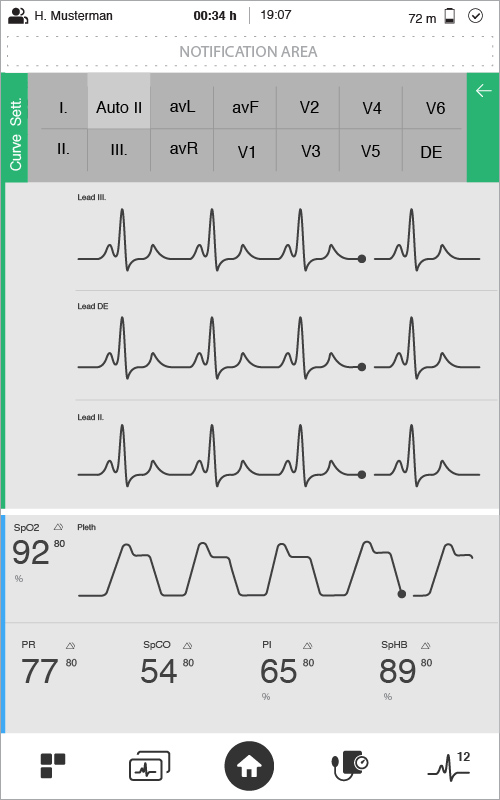 H. Musterman 00:34 h 19:07 72 m
NOTIFICATION AREA
Curve Sett.
I. Auto II avL avF V2 V4 V6
II. III. avR V1 V3 V5 DE
Lead III.
Lead DE
Lead II.
SpO2 Pleth
92 80
%
PR SpCO PI SpHB
77 80 54 80 65 80 89 80
% %
12